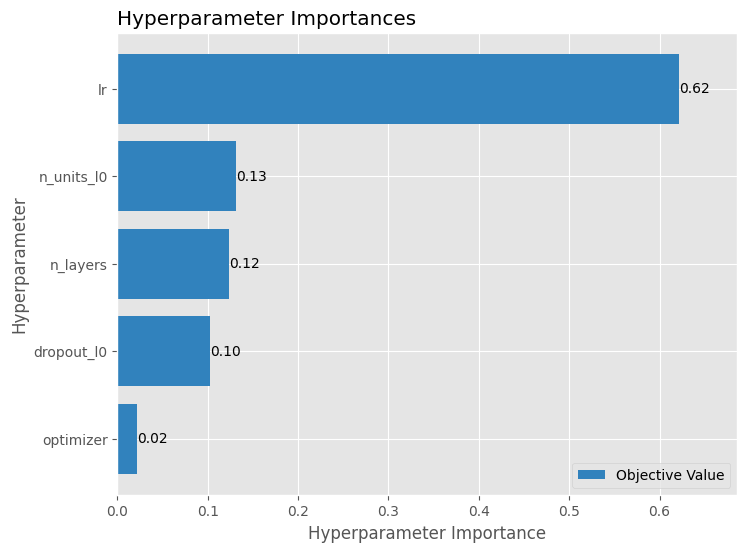 Hyperparameter Importances
Hyperparameter
lr
0.62
n_units_l0
0.13
n_layers
0.12
dropout_l0
0.10
optimizer
0.02
Objective Value
0.0 0.1 0.2 0.3 0.4 0.5 0.6
Hyperparameter Importance